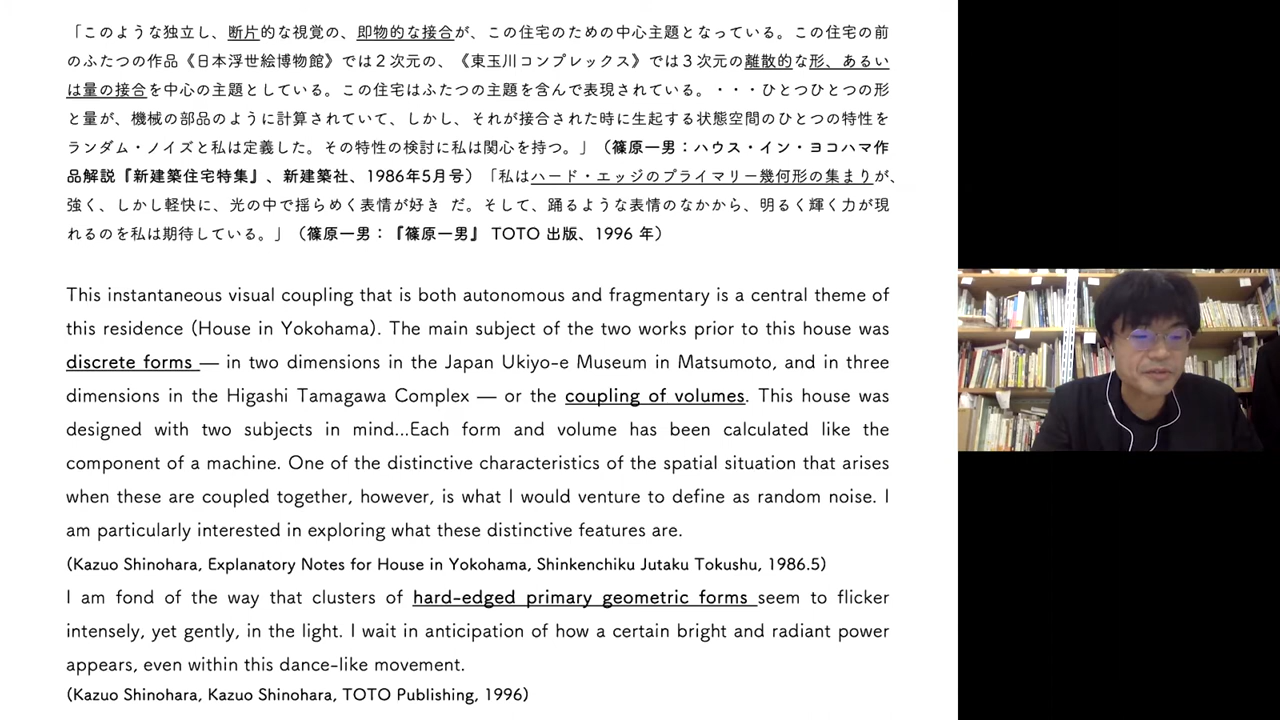 「このような独立し、断片的な視覚の、即物的な接合が、この住宅のための中心主題となっている。この住宅の前
のふたつの作品《日本浮世絵博物館》では２次元の、《東玉川コンプレックス》では３次元の離散的な形、あるい
は量の接合を中心の主題としている。この住宅はふたつの主題を含んで表現されている。・・・ひとつひとつの形
と量が、機械の部品のように計算されていて、しかし、それが接合された時に生起する状態空間のひとつの特性を
ランダム・ノイズと私は定義した。その特性の検討に私は関心を持つ。」（篠原一男：ハウス・イン・ヨコハマ作
品解説『新建築住宅特集』、新建築社、1986年5月号）「私はハード・エッジのプライマリー幾何形の集まりが、
強く、しかし軽快に、光の中で揺らめく表情が好き だ。そして、踊るような表情のなかから、明るく輝く力が現
れるのを私は期待している。」（篠原一男：『篠原一男』 TOTO 出版、1996 年）
This instantaneous visual coupling that is both autonomous and fragmentary is a central theme of
this residence (House in Yokohama). The main subject of the two works prior to this house was
discrete forms — in two dimensions in the Japan Ukiyo-e Museum in Matsumoto, and in three
dimensions in the Higashi Tamagawa Complex — or the coupling of volumes. This house was
designed with two subjects in mind...Each form and volume has been calculated like the
component of a machine. One of the distinctive characteristics of the spatial situation that arises
when these are coupled together, however, is what I would venture to define as random noise. I
am particularly interested in exploring what these distinctive features are.
(Kazuo Shinohara, Explanatory Notes for House in Yokohama, Shinkenchiku Jutaku Tokushu, 1986.5)
I am fond of the way that clusters of hard-edged primary geometric forms seem to flicker
intensely, yet gently, in the light. I wait in anticipation of how a certain bright and radiant power
appears, even within this dance-like movement.
(Kazuo Shinohara, Kazuo Shinohara, TOTO Publishing, 1996)